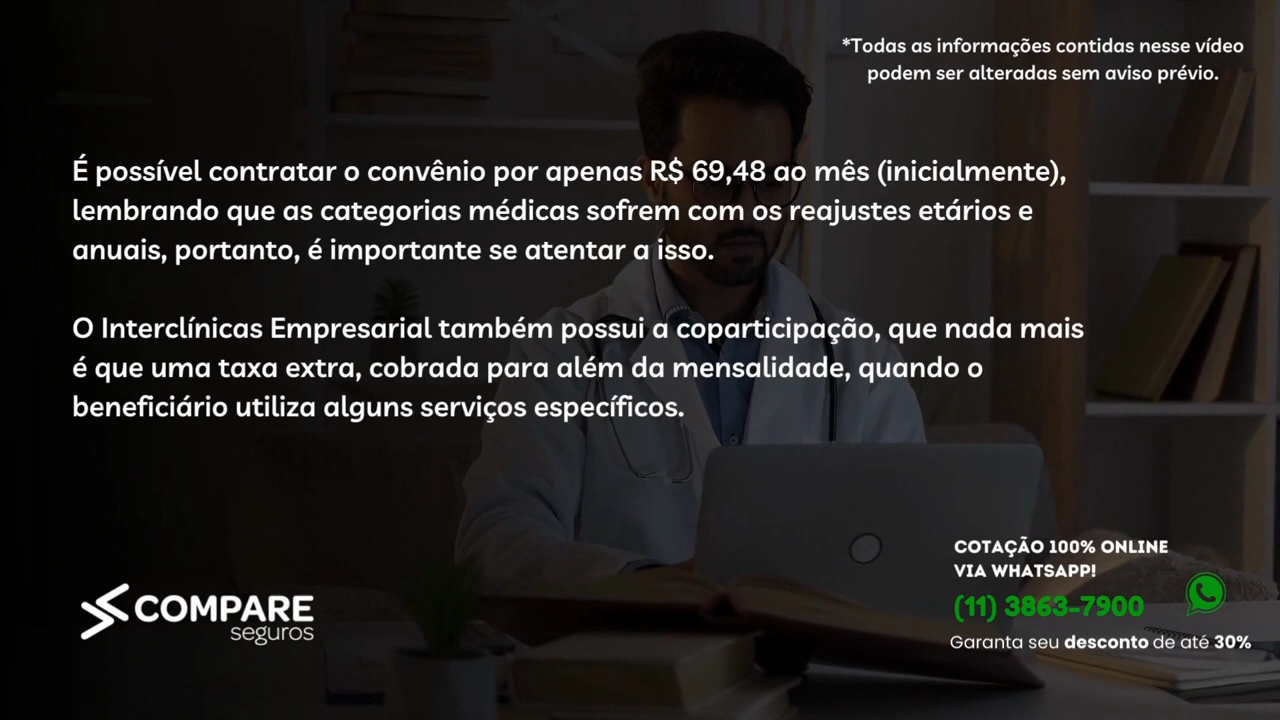 *Todas as informações contidas nesse vídeo
podem ser alteradas sem aviso prévio.
É possível contratar o convênio por apenas R$ 69,48 ao mês (inicialmente),
lembrando que as categorias médicas sofrem com os reajustes etários e
anuais, portanto, é importante se atentar a isso.
O Interclínicas Empresarial também possui a coparticipação, que nada mais
é que uma taxa extra, cobrada para além da mensalidade, quando o
beneficiário utiliza alguns serviços específicos.
COMPARE
seguros
COTAÇÃO 100% ONLINE
VIA WHATSAPP!
(11) 3863-7900
Garanta seu desconto de até 30%